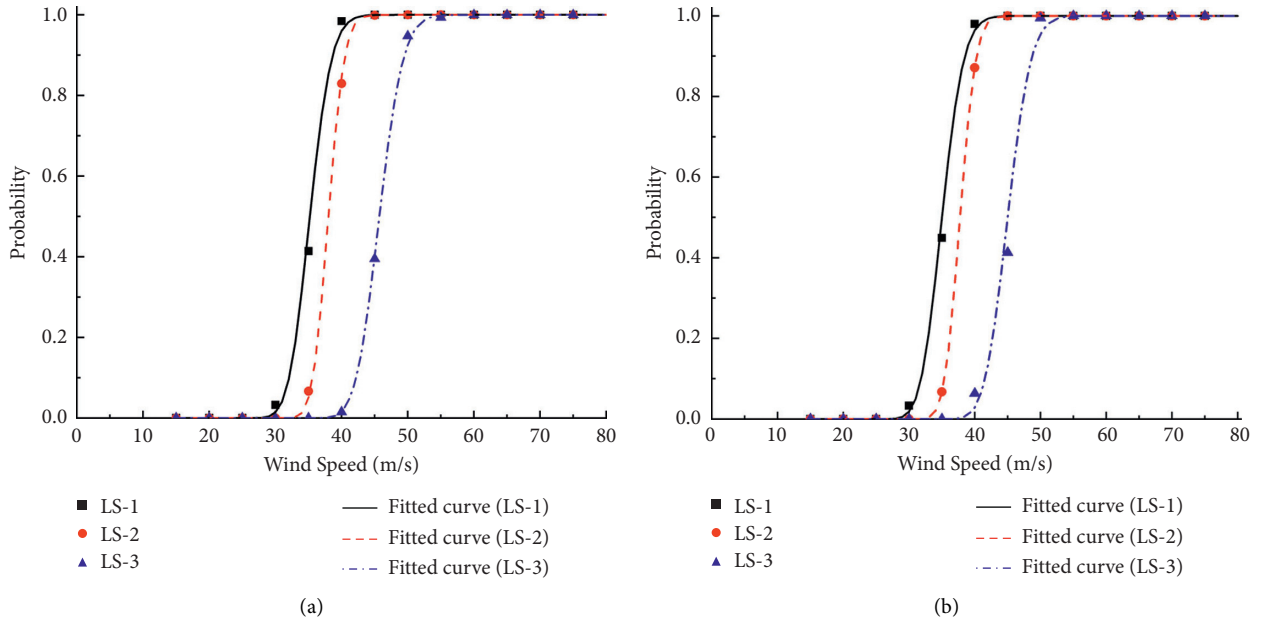 1.0
0.8
0.6
0.4
0.2
0.0
Probability
0 10 20 30 40 50 60 70 80
Wind Speed (m/s)
LS-1
LS-2
LS-3
Fitted curve (LS-1)
Fitted curve (LS-2)
Fitted curve (LS-3)
(a)
1.0
0.8
0.6
0.4
0.2
0.0
Probability
0 10 20 30 40 50 60 70 80
Wind Speed (m/s)
LS-1
LS-2
LS-3
Fitted curve (LS-1)
Fitted curve (LS-2)
Fitted curve (LS-3)
(b)